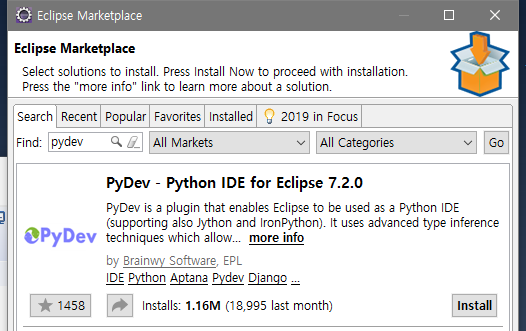 Eclipse Marketplace
Eclipse Marketplace
Select solutions to install. Press Install Now to proceed with installation.
Press the "more info" link to learn more about a solution.
Search Recent Popular Favorites Installed 2019 in Focus
Find: pydev All Markets All Categories Go
PyDev - Python IDE for Eclipse 7.2.0
PyDev is a plugin that enables Eclipse to be used as a Python IDE
(supporting also Jython and IronPython). It uses advanced type inference
techniques which allow... more info
PyDev
by Brainwy Software, EPL
IDE Python Aptana Pydev Django ...
1458 Installs: 1.16M (18,995 last month) Install